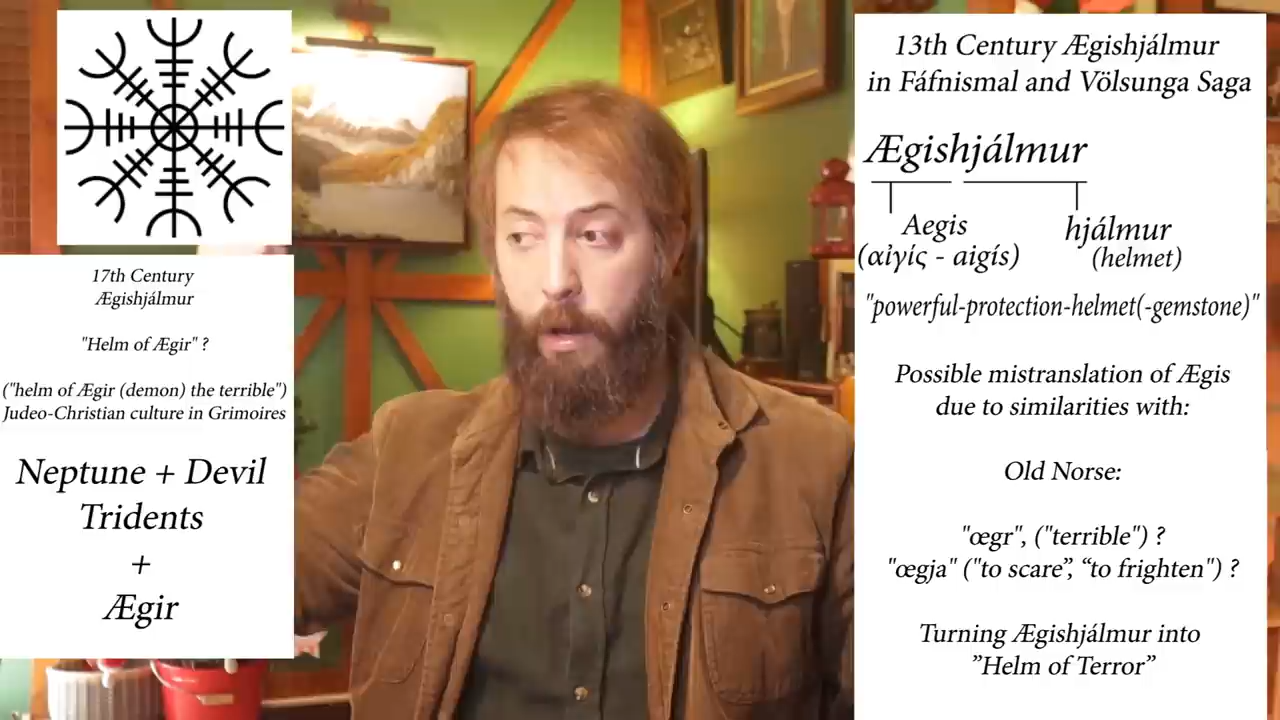 17th Century
Ægishjálmur
"Helm of Ægir" ?
("helm of Ægir (demon) the terrible")
Judeo-Christian culture in Grimoires
Neptune + Devil
Tridents
+
Ægir
13th Century Ægishjálmur
in Fáfnismal and Völsunga Saga
Ægishjálmur
Aegis
(αἰγίς - aigís)
hjálmur
(helmet)
"powerful-protection-helmet(-gemstone)"
Possible mistranslation of Ægis
due to similarities with:
Old Norse:
"œgr", ("terrible") ?
"œgja" ("to scare”, “to frighten") ?
Turning Ægishjálmur into
”Helm of Terror”